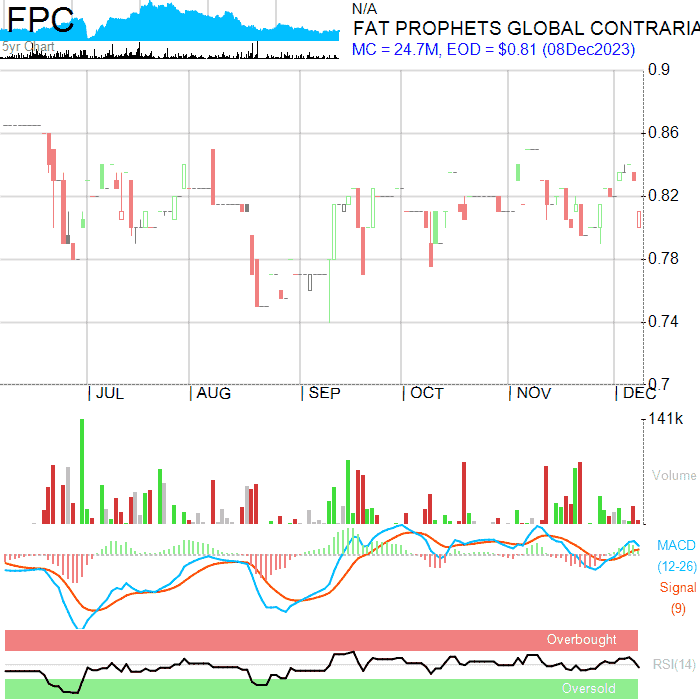 FPC
5yr Chart
N/A
FAT PROPHETS GLOBAL CONTRARIA
MC = 24.7M, EOD = $0.81 (08Dec2023)
0.9
0.86
0.82
0.78
0.74
0.7
JUL AUG SEP OCT NOV DEC
141k
Volume
MACD
(12-26)
Signal
(9)
Overbought
RSI(14)
Oversold